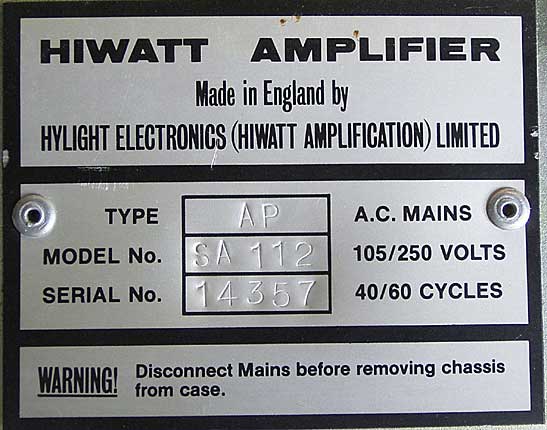 HIWATT AMPLIFIER
Made in England by
HYLIGHT ELECTRONICS (HIWATT AMPLIFICATION) LIMITED
TYPE AP A.C. MAINS
MODEL No. SA 112 105/250 VOLTS
SERIAL No. 14357 40/60 CYCLES
WARNING! Disconnect Mains before removing chassis
from case.